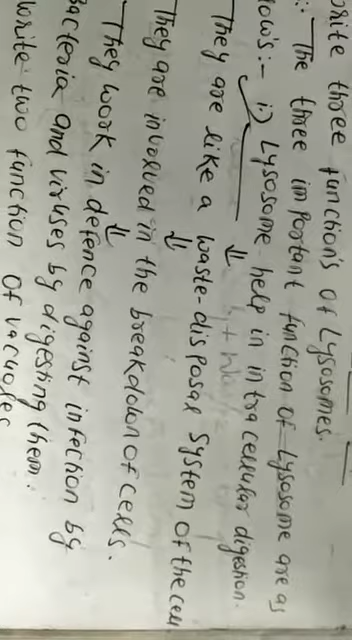 write three function's of Lysosomes.
∴ The three important function of Lysosome are as
lows:- i) Lysosome help in intracellular digestion.
They are like a waste-disposal system of the cell
They are involved in the breakdown of cells.
They work in defence against infection by
bacteria and viruses by digesting them.
Write two function of vacuoles